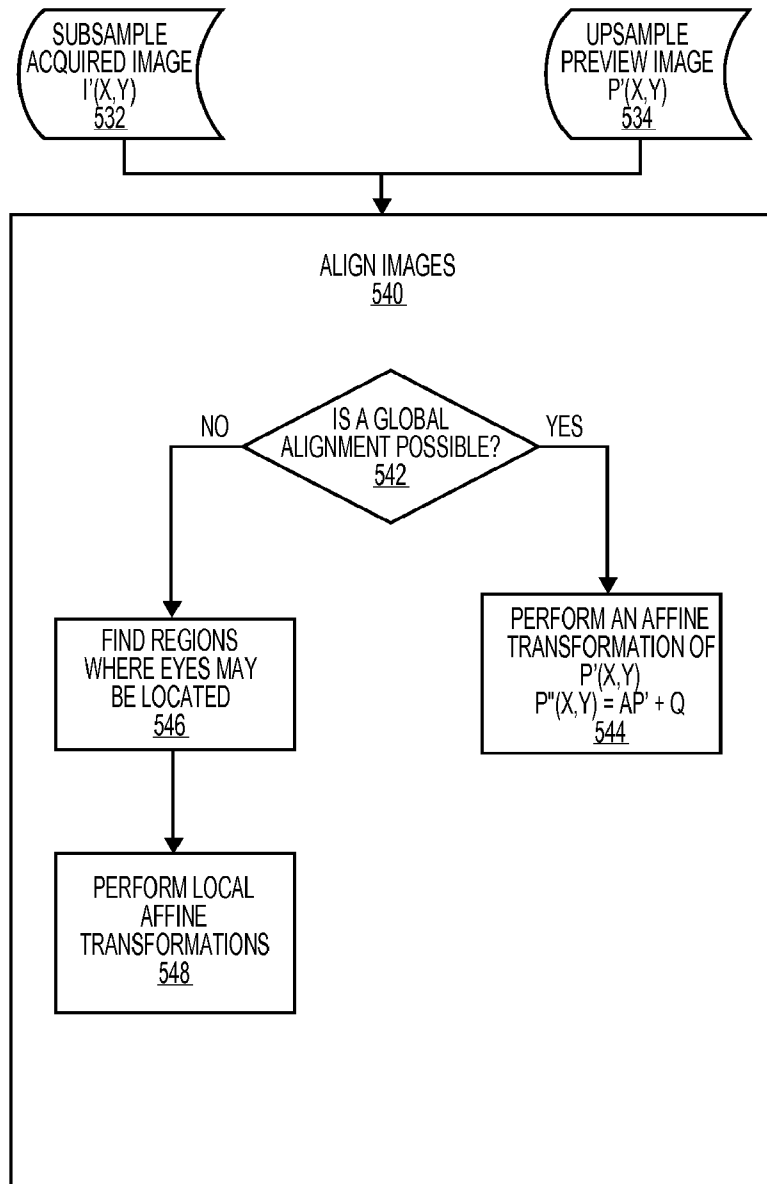 SUBSAMPLE
ACQUIRED IMAGE
I'(X,Y)
532
UPSAMPLE
PREVIEW IMAGE
P'(X,Y)
534
ALIGN IMAGES
540
IS A GLOBAL
ALIGNMENT POSSIBLE?
542
NO
YES
FIND REGIONS
WHERE EYES MAY
BE LOCATED
546
PERFORM AN AFFINE
TRANSFORMATION OF
P'(X,Y)
P"(X,Y) = AP' + Q
544
PERFORM LOCAL
AFFINE
TRANSFORMATIONS
548